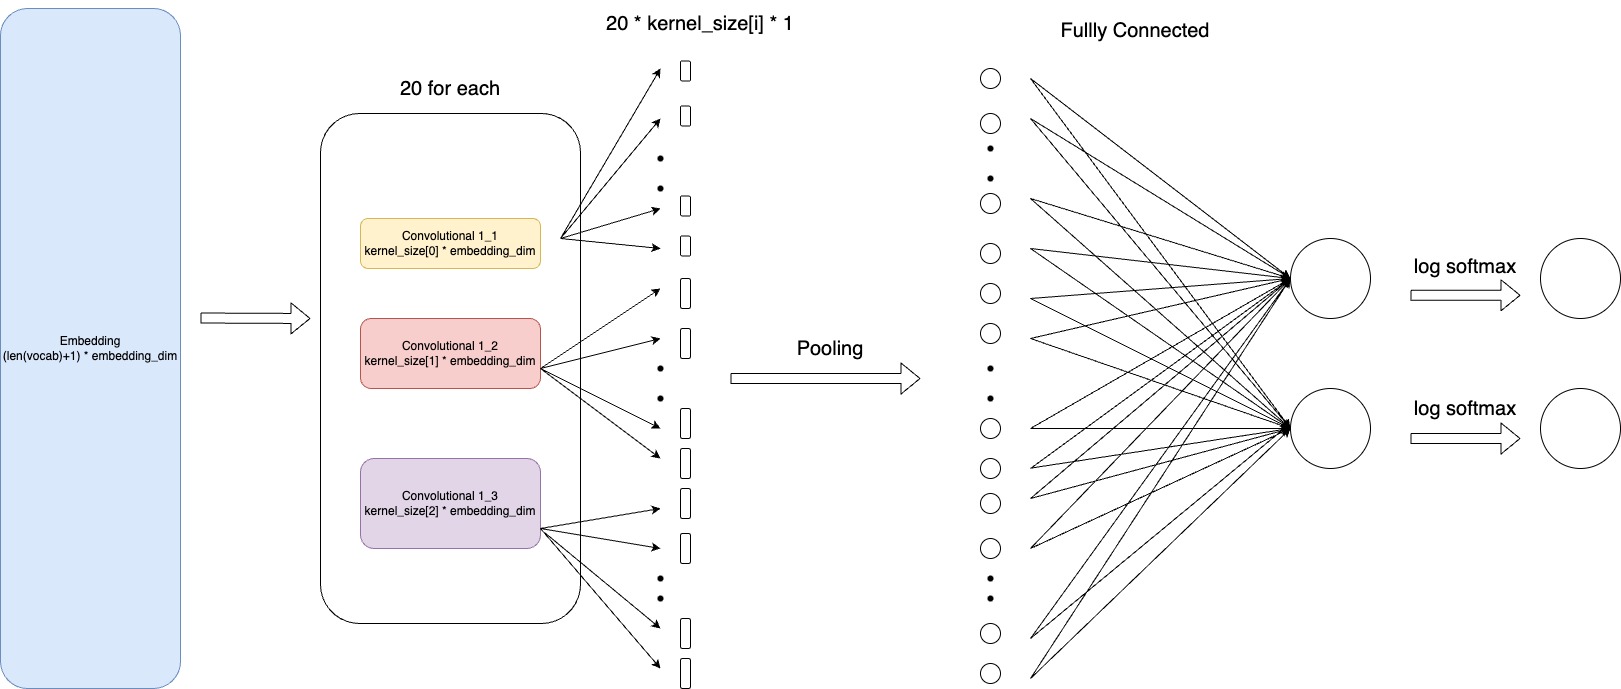 Embedding
(len(vocab)+1) * embedding_dim
20 for each
Convolutional 1_1
kernel_size[0] * embedding_dim
Convolutional 1_2
kernel_size[1] * embedding_dim
Convolutional 1_3
kernel_size[2] * embedding_dim
20 * kernel_size[i] * 1
Pooling
Fullly Connected
log softmax
log softmax